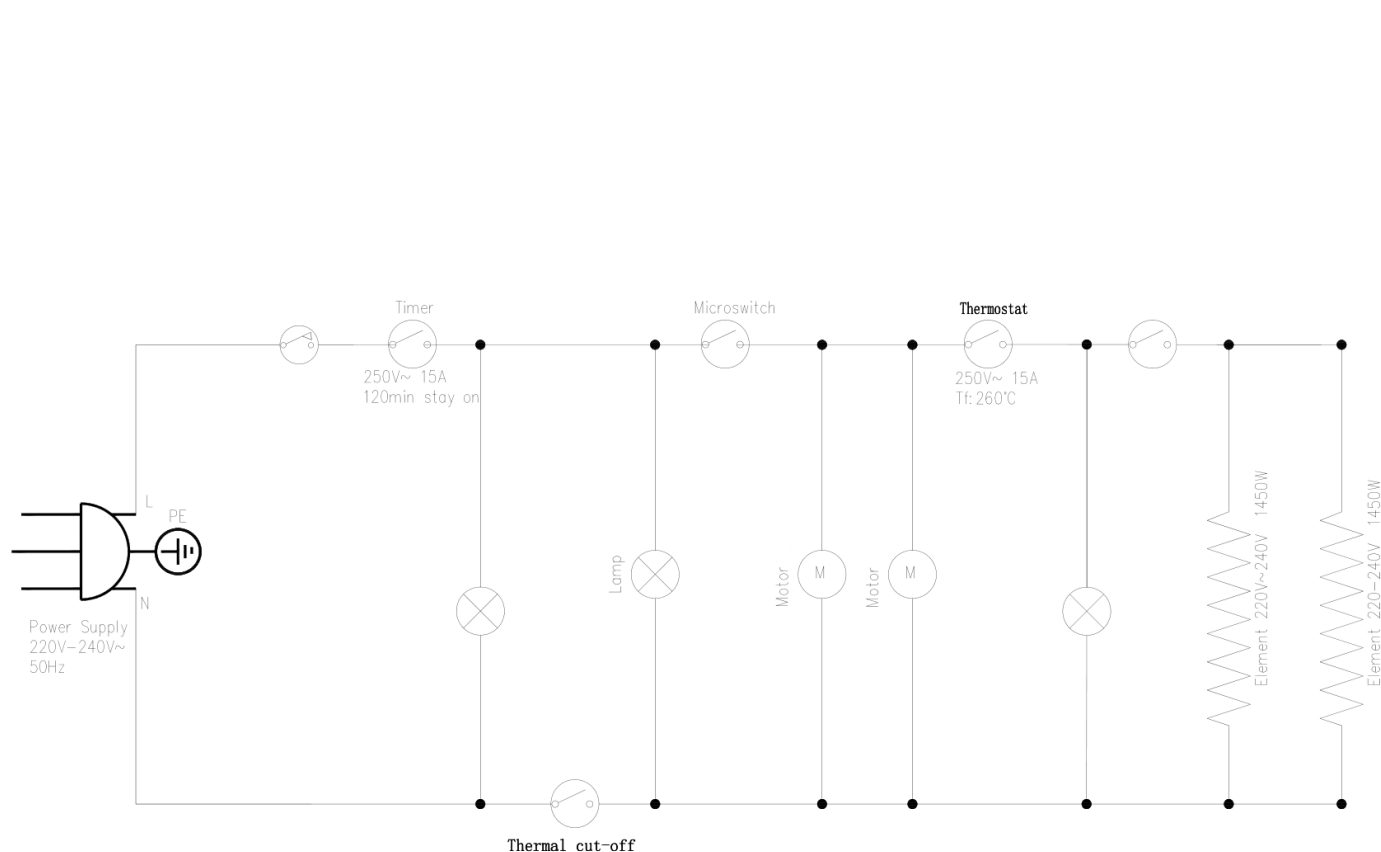 Timer
Microswitch
Thermostat
250V~ 15A
120min stay on
250V~ 15A
Tf:260°C
L
PE
N
Power Supply
220V-240V~
50Hz
Lamp
Motor
M
Motor
M
Element 220V~240V 1450W
Element 220-240V 1450W
Thermal cut-off